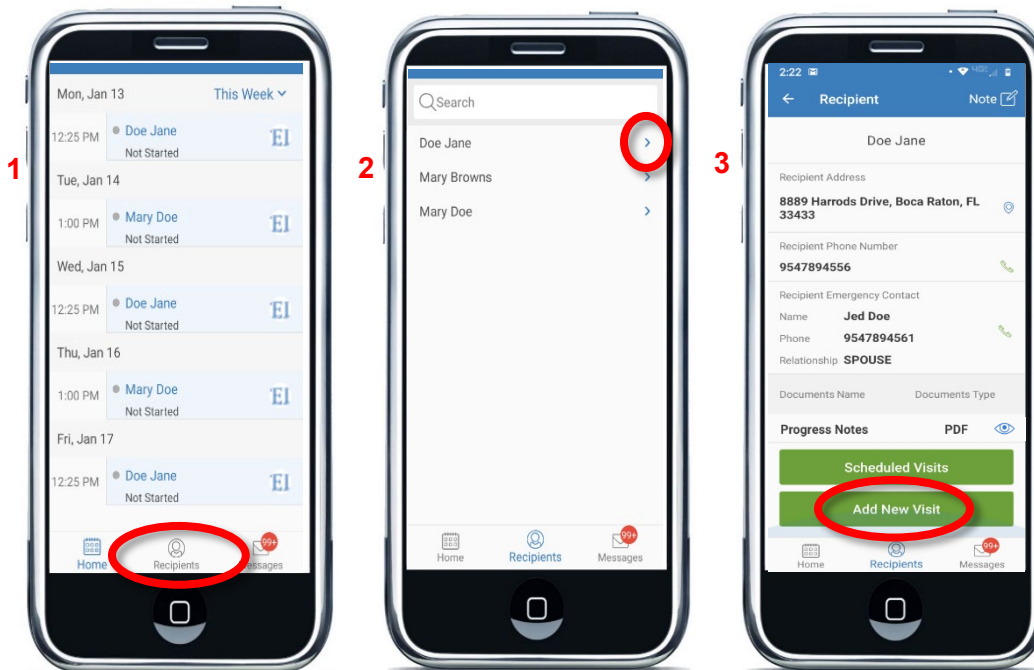 1
Mon, Jan 13 This Week
12:25 PM Doe Jane EI
Not Started
Tue, Jan 14
1:00 PM Mary Doe EI
Not Started
Wed, Jan 15
12:25 PM Doe Jane EI
Not Started
Thu, Jan 16
1:00 PM Mary Doe EI
Not Started
Fri, Jan 17
12:25 PM Doe Jane EI
Not Started
99+
Home Recipients Messages
2
Search
Doe Jane
Mary Browns
Mary Doe
99+
Home Recipients Messages
3
2:22
Recipient Note
Doe Jane
Recipient Address
8889 Harrods Drive, Boca Raton, FL
33433
Recipient Phone Number
9547894556
Recipient Emergency Contact
Name Jed Doe
Phone 9547894561
Relationship SPOUSE
Documents Name Documents Type
Progress Notes PDF
Scheduled Visits
Add New Visit
99+
Home Recipients Messages